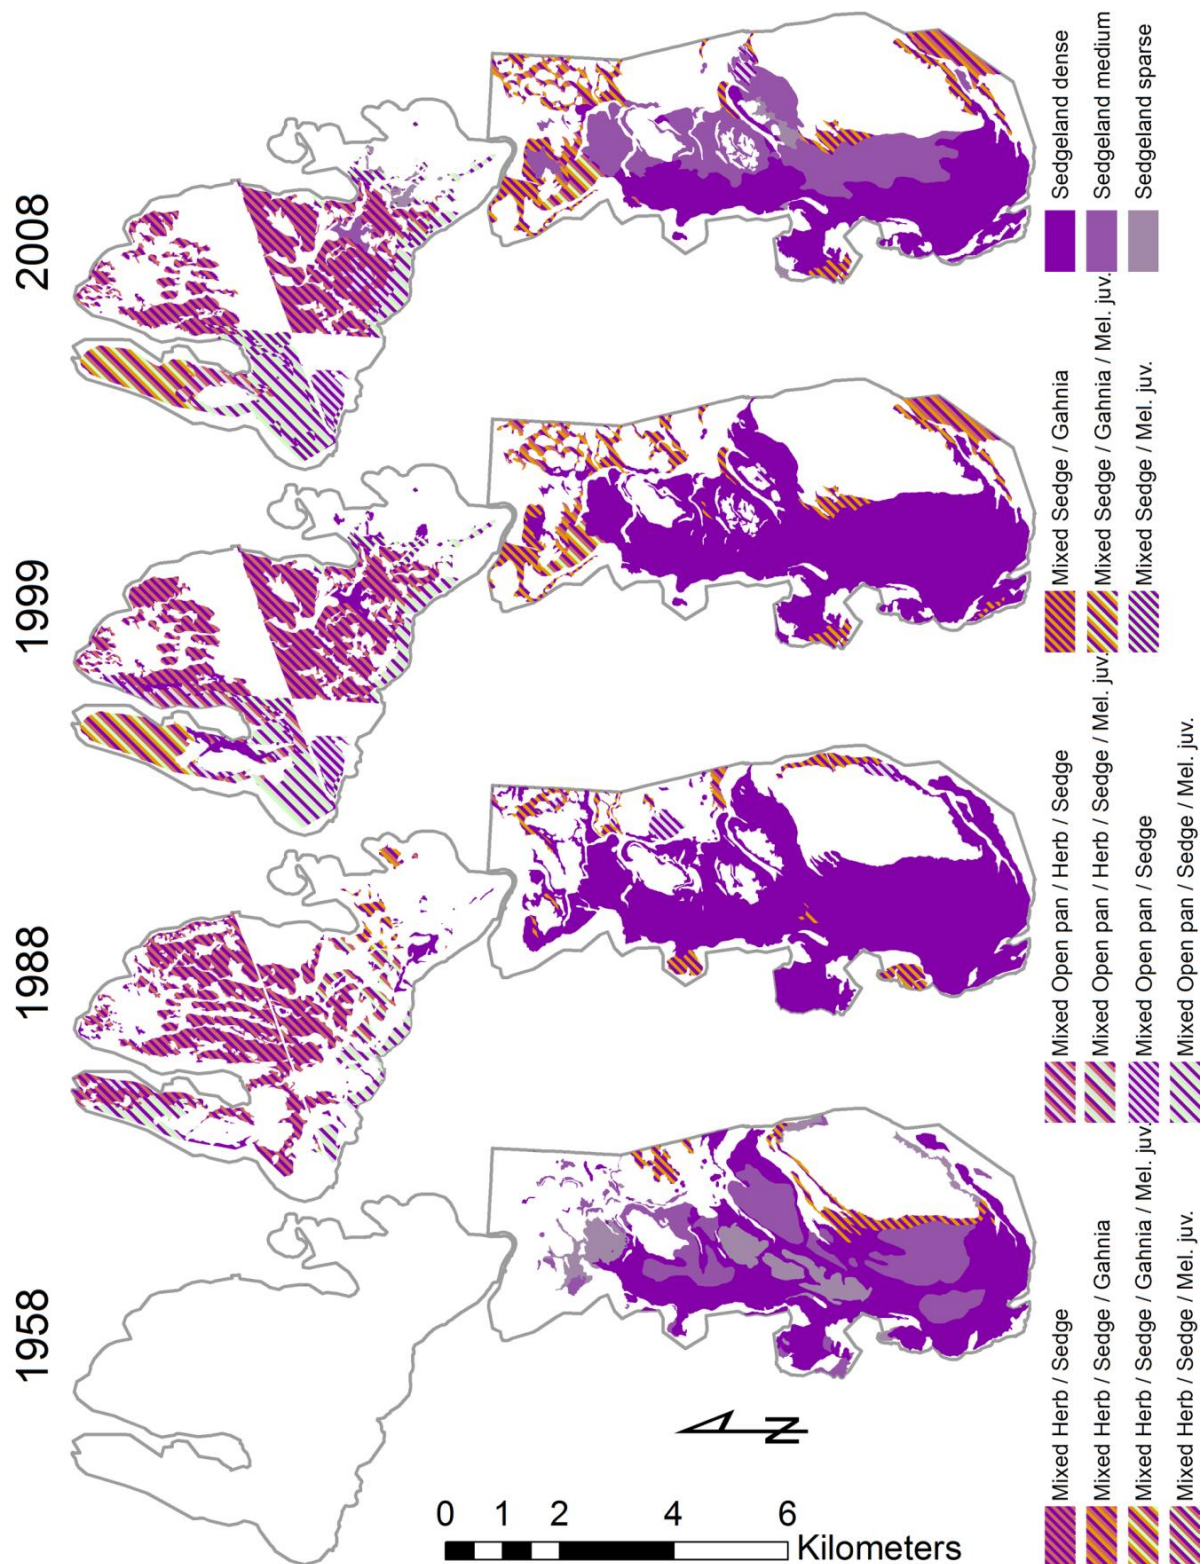 1958
1988
1999
2008
0 1 2 4 6
Kilometers
N
Mixed Herb / Sedge
Mixed Herb / Sedge / Gahnia
Mixed Herb / Sedge / Gahnia / Mel. juv.
Mixed Herb / Sedge / Mel. juv.
Mixed Open pan / Herb / Sedge
Mixed Open pan / Herb / Sedge / Mel. juv.
Mixed Open pan / Sedge
Mixed Open pan / Sedge / Mel. juv.
Mixed Sedge / Gahnia
Mixed Sedge / Gahnia / Mel. juv.
Mixed Sedge / Mel. juv.
Sedgeland dense
Sedgeland medium
Sedgeland sparse